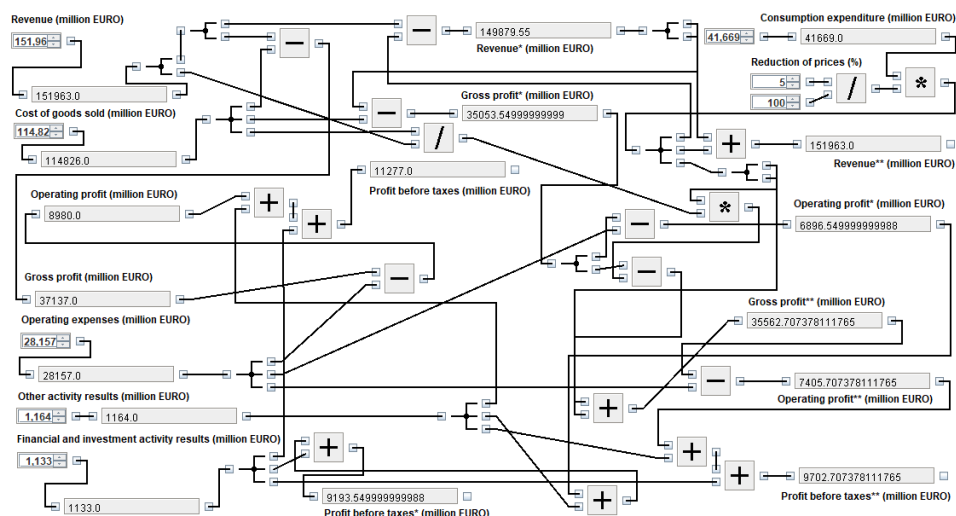 Revenue (million EURO)
151,96
151963.0
Cost of goods sold (million EURO)
114,82
114826.0
Operating profit (million EURO)
8980.0
Gross profit (million EURO)
37137.0
Operating expenses (million EURO)
28,157
28157.0
Other activity results (million EURO)
1,164
1164.0
Financial and investment activity results (million EURO)
1,133
1133.0
−
−
149879.55
Revenue* (million EURO)
Gross profit* (million EURO)
−
35053.54999999999
/
11277.0
Profit before taxes (million EURO)
+
+
−
Consumption expenditure (million EURO)
41,669
41669.0
Reduction of prices (%)
5
100
/
*
+
151963.0
Revenue** (million EURO)
*
Operating profit* (million EURO)
−
6896.549999999988
−
Gross profit** (million EURO)
35562.707378111765
−
7405.707378111765
Operating profit** (million EURO)
+
+
+
9702.707378111765
Profit before taxes** (million EURO)
+
9193.549999999988
Profit before taxes* (million EURO)
+